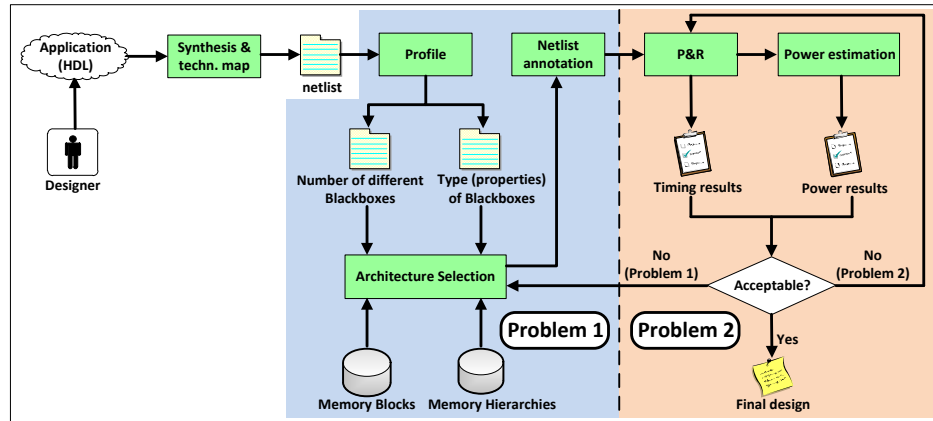 Application
(HDL)
Synthesis &
techn. map
netlist
Profile
Netlist
annotation
P&R
Power estimation
Designer
Number of different
Blackboxes
Type (properties)
of Blackboxes
Timing results
Power results
Architecture Selection
No
(Problem 1)
Acceptable?
No
(Problem 2)
Problem 1
Problem 2
Yes
Memory Blocks
Memory Hierarchies
Final design